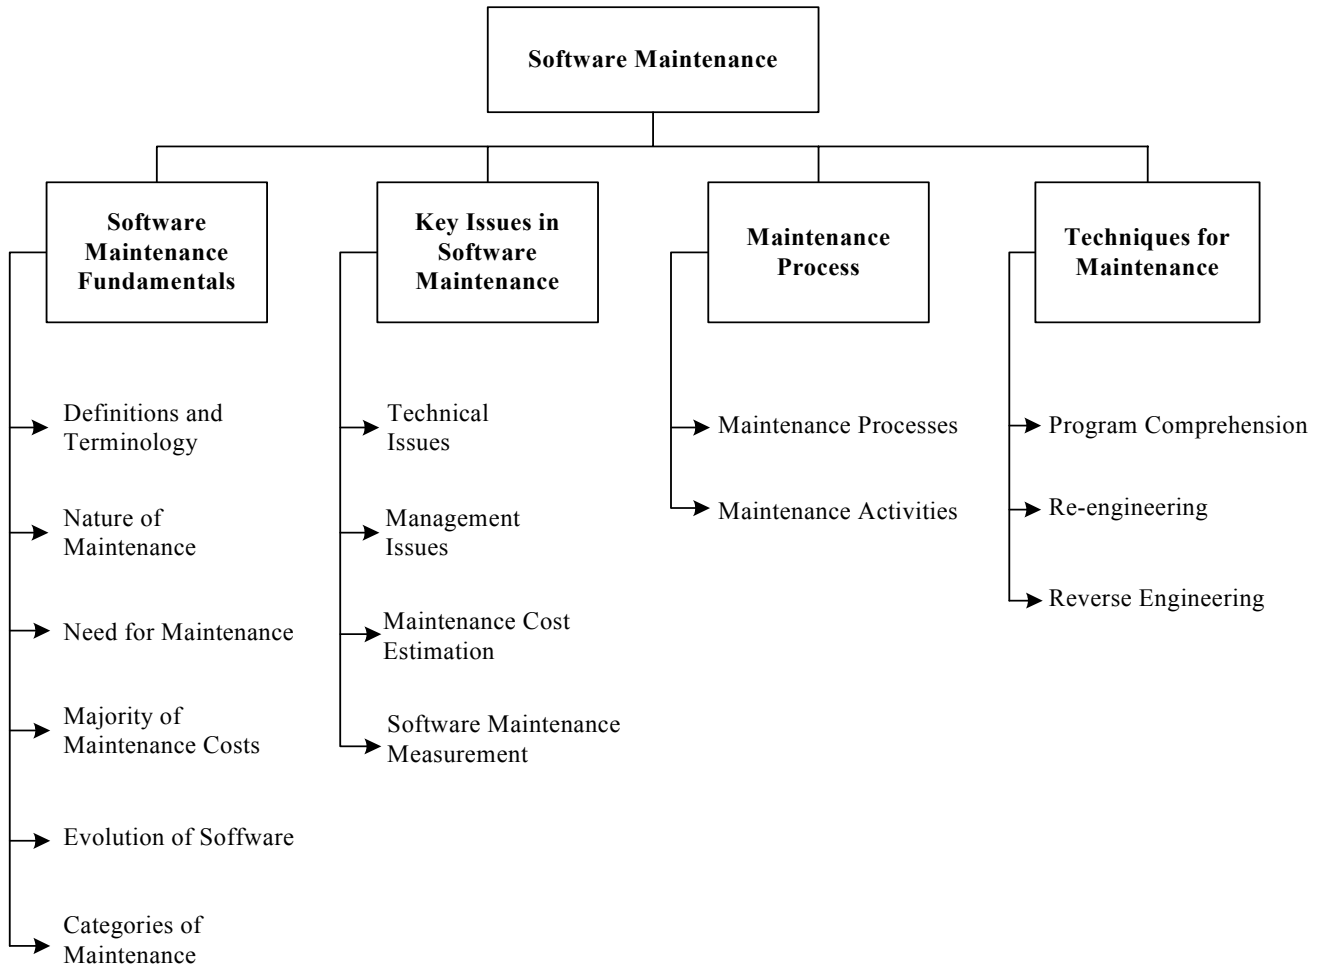 Software Maintenance
Software
Maintenance
Fundamentals
Definitions and
Terminology
Nature of
Maintenance
Need for Maintenance
Majority of
Maintenance Costs
Evolution of Soffware
Categories of
Maintenance
Key Issues in
Software
Maintenance
Technical
Issues
Management
Issues
Maintenance Cost
Estimation
Software Maintenance
Measurement
Maintenance
Process
Maintenance Processes
Maintenance Activities
Techniques for
Maintenance
Program Comprehension
Re-engineering
Reverse Engineering